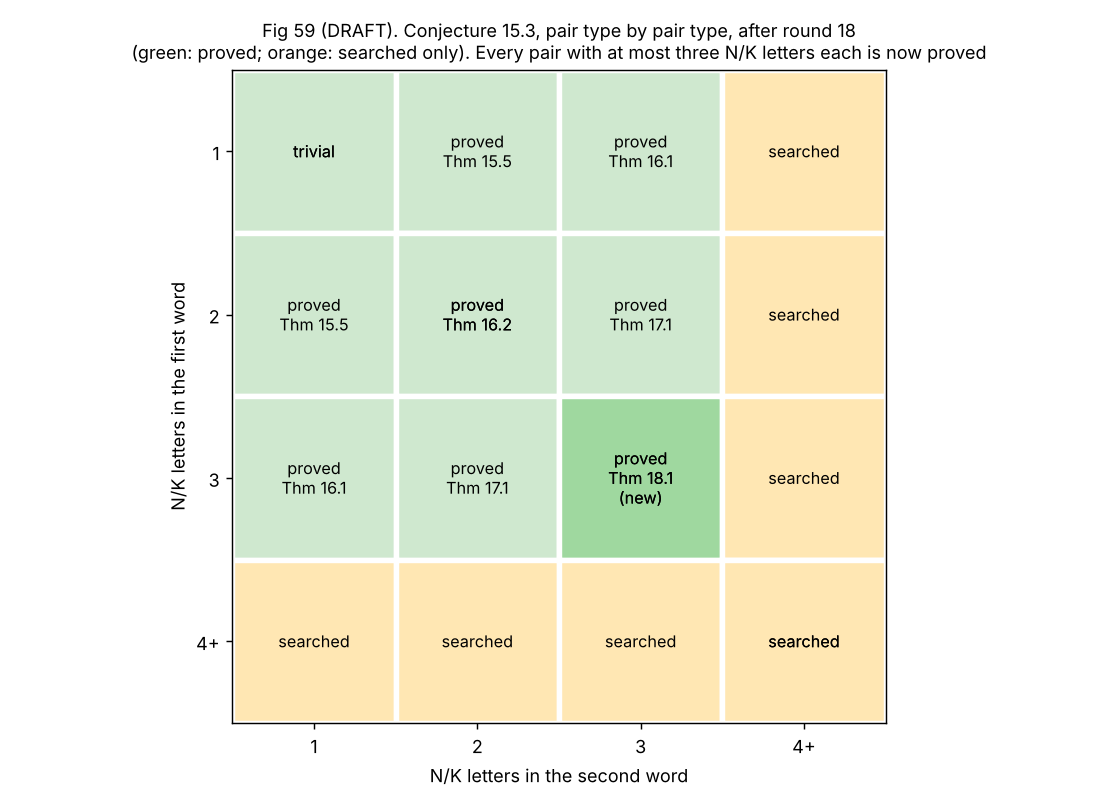 Fig 59 (DRAFT). Conjecture 15.3, pair type by pair type, after round 18
(green: proved; orange: searched only). Every pair with at most three N/K letters each is now proved
N/K letters in the first word
1
trivial
proved
Thm 15.5
proved
Thm 16.1
searched
2
proved
Thm 15.5
proved
Thm 16.2
proved
Thm 17.1
searched
3
proved
Thm 16.1
proved
Thm 17.1
proved
Thm 18.1
(new)
searched
4+
searched
searched
searched
searched
1
2
3
4+
N/K letters in the second word